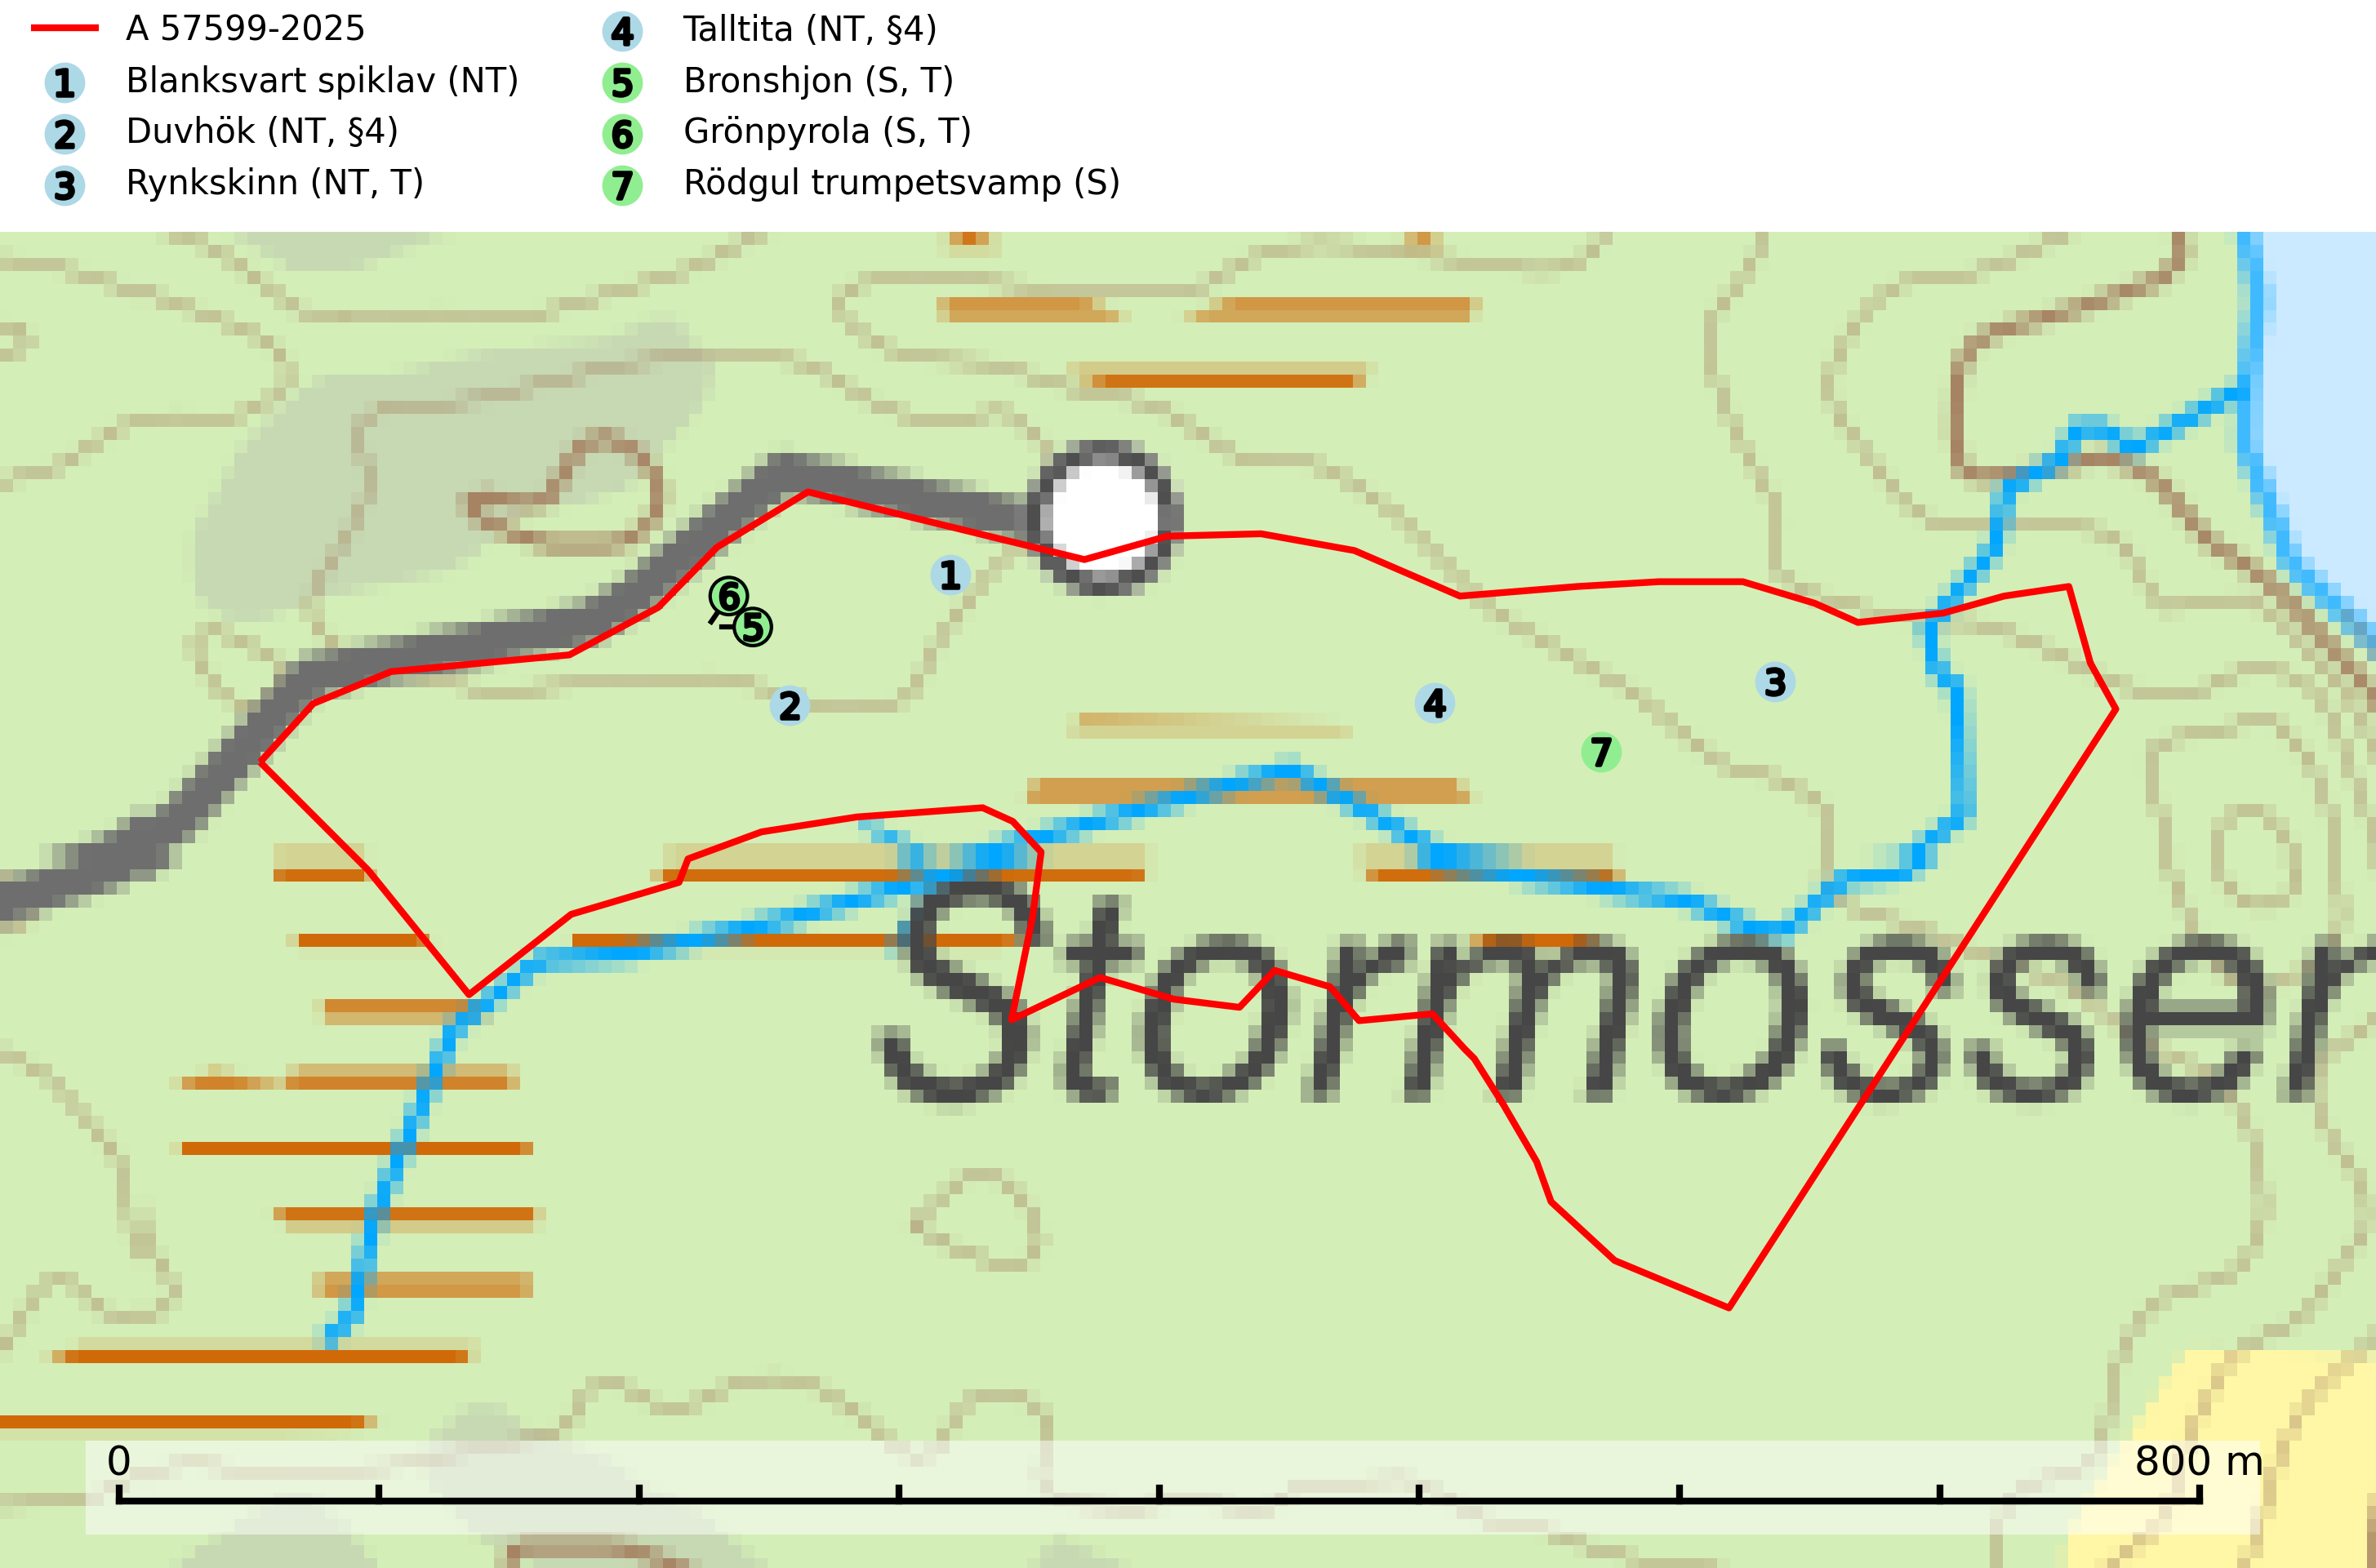 A 57599-2025
1 Blanksvart spiklav (NT)
2 Duvhök (NT, §4)
3 Rynkskinn (NT, T)
4 Talltita (NT, §4)
5 Bronshjon (S, T)
6 Grönpyrola (S, T)
7 Rödgul trumpetsvamp (S)
1
6
5
3
2
4
7
Stormosser
0
800 m